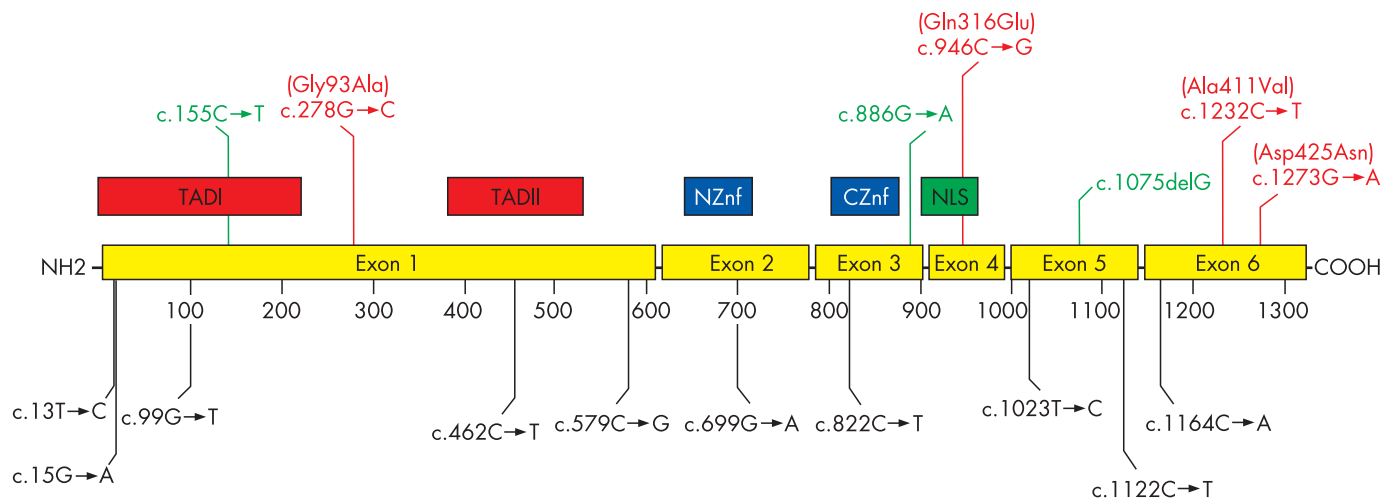 (Gln316Glu)
c.946C→G
(Gly93Ala)
c.278G→C
(Ala411Val)
c.1232C→T
c.155C→T
c.886G→A
(Asp425Asn)
c.1273G→A
c.1075delG
TADI
TADII
NZnf
CZnf
NLS
NH2
Exon 1
Exon 2
Exon 3
Exon 4
Exon 5
Exon 6
COOH
100 200 300 400 500 600 700 800 900 1000 1100 1200 1300
c.13T→C
c.99G→T
c.462C→T
c.579C→G
c.699G→A
c.822C→T
c.1023T→C
c.1164C→A
c.15G→A
c.1122C→T